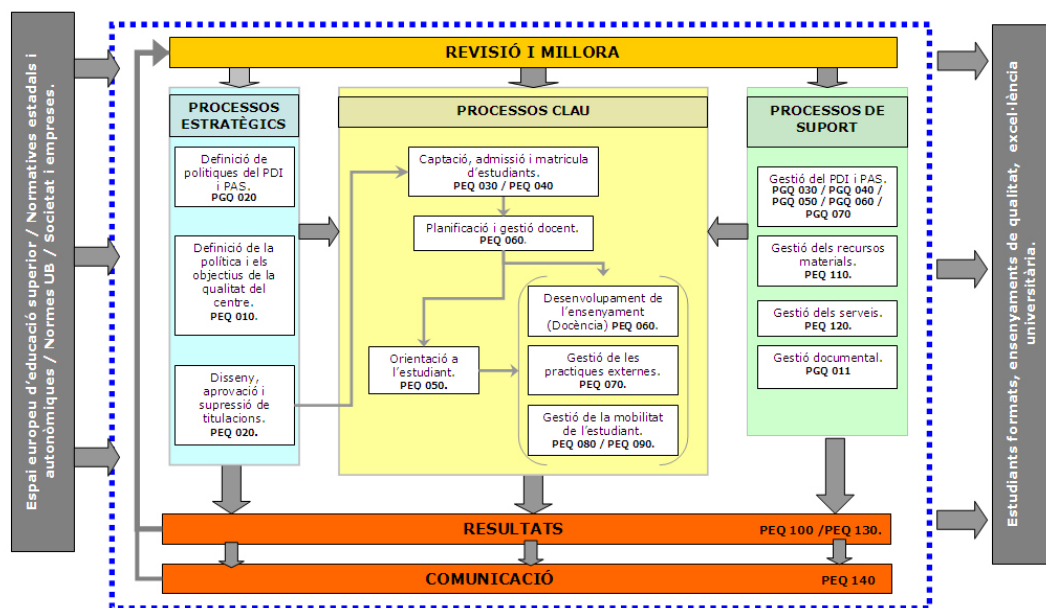 Espai europeu d'educació superior / Normatives estadals i
autonòmiques / Normes UB / Societat i empreses.
REVISIÓ I MILLORA
PROCESSOS
ESTRATÈGICS
Definició de
politiques del PDI
i PAS.
PGQ 020
Definició de la
política i els
objectius de la
qualitat del
centre.
PEQ 010.
Disseny,
aprovació i
supressió de
titulacions.
PEQ 020.
PROCESSOS CLAU
Captació, admissió i matricula
d'estudiants.
PEQ 030 / PEQ 040
Planificació i gestió docent.
PEQ 060.
Orientació a
l'estudiant.
PEQ 050.
Desenvolupament de
l'ensenyament
(Docència) PEQ 060.
Gestió de les
practiques externes.
PEQ 070.
Gestió de la mobilitat
de l'estudiant.
PEQ 080 / PEQ 090.
PROCESSOS DE
SUPORT
Gestió del PDI i PAS.
PGQ 030 / PGQ 040 /
PGQ 050 / PGQ 060 /
PGQ 070
Gestió dels recursos
materials.
PEQ 110.
Gestió dels serveis.
PEQ 120.
Gestió documental.
PGQ 011
RESULTATS
PEQ 100 /PEQ 130.
COMUNICACIÓ
PEQ 140
Estudiants formats, ensenyaments de qualitat, excel·lència
universitària.